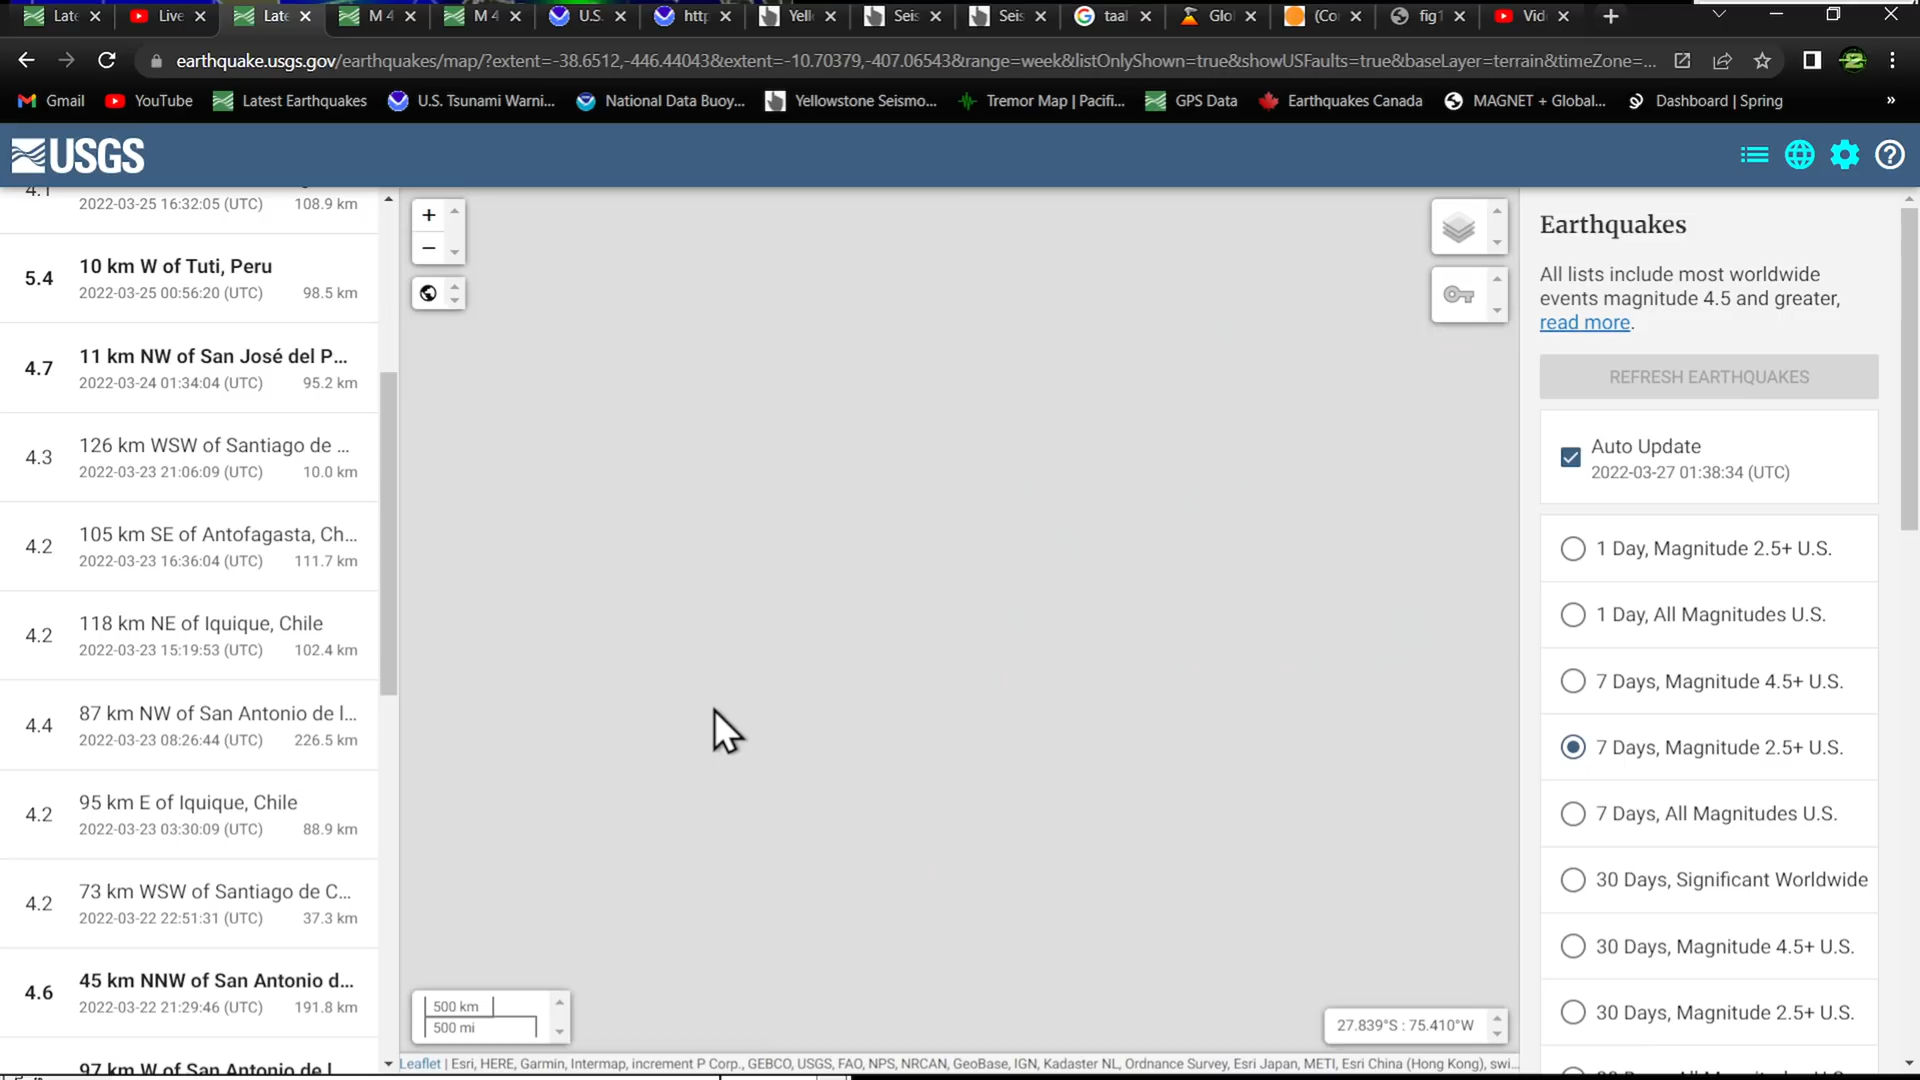 Late
Live
Late
M 4
M 4
U.S.
http
Yell
Seis
Seis
taal
Glo
(Co
fig1
Vid
earthquake.usgs.gov/earthquakes/map/?extent=-38.6512,-446.44043&extent=-10.70379,-407.06543&range=week&listOnlyShown=true&showUSFaults=true&baseLayer=terrain&timeZone=...
Gmail
YouTube
Latest Earthquakes
U.S. Tsunami Warni...
National Data Buoy...
Yellowstone Seismo...
Tremor Map | Pacifi...
GPS Data
Earthquakes Canada
MAGNET + Global...
Dashboard | Spring
»
USGS
4.1
2022-03-25 16:32:05 (UTC) 108.9 km
5.4
10 km W of Tuti, Peru
2022-03-25 00:56:20 (UTC) 98.5 km
4.7
11 km NW of San José del P...
2022-03-24 01:34:04 (UTC) 95.2 km
4.3
126 km WSW of Santiago de ...
2022-03-23 21:06:09 (UTC) 10.0 km
4.2
105 km SE of Antofagasta, Ch...
2022-03-23 16:36:04 (UTC) 111.7 km
4.2
118 km NE of Iquique, Chile
2022-03-23 15:19:53 (UTC) 102.4 km
4.4
87 km NW of San Antonio de l...
2022-03-23 08:26:44 (UTC) 226.5 km
4.2
95 km E of Iquique, Chile
2022-03-23 03:30:09 (UTC) 88.9 km
4.2
73 km WSW of Santiago de C...
2022-03-22 22:51:31 (UTC) 37.3 km
4.6
45 km NNW of San Antonio d...
2022-03-22 21:29:46 (UTC) 191.8 km
97 km W of San Antonio de l
+
−
500 km
500 mi
27.839°S : 75.410°W
Leaflet | Esri, HERE, Garmin, Intermap, increment P Corp., GEBCO, USGS, FAO, NPS, NRCAN, GeoBase, IGN, Kadaster NL, Ordnance Survey, Esri Japan, METI, Esri China (Hong Kong), swi...
Earthquakes
All lists include most worldwide
events magnitude 4.5 and greater,
read more.
REFRESH EARTHQUAKES
Auto Update
2022-03-27 01:38:34 (UTC)
1 Day, Magnitude 2.5+ U.S.
1 Day, All Magnitudes U.S.
7 Days, Magnitude 4.5+ U.S.
7 Days, Magnitude 2.5+ U.S.
7 Days, All Magnitudes U.S.
30 Days, Significant Worldwide
30 Days, Magnitude 4.5+ U.S.
30 Days, Magnitude 2.5+ U.S.